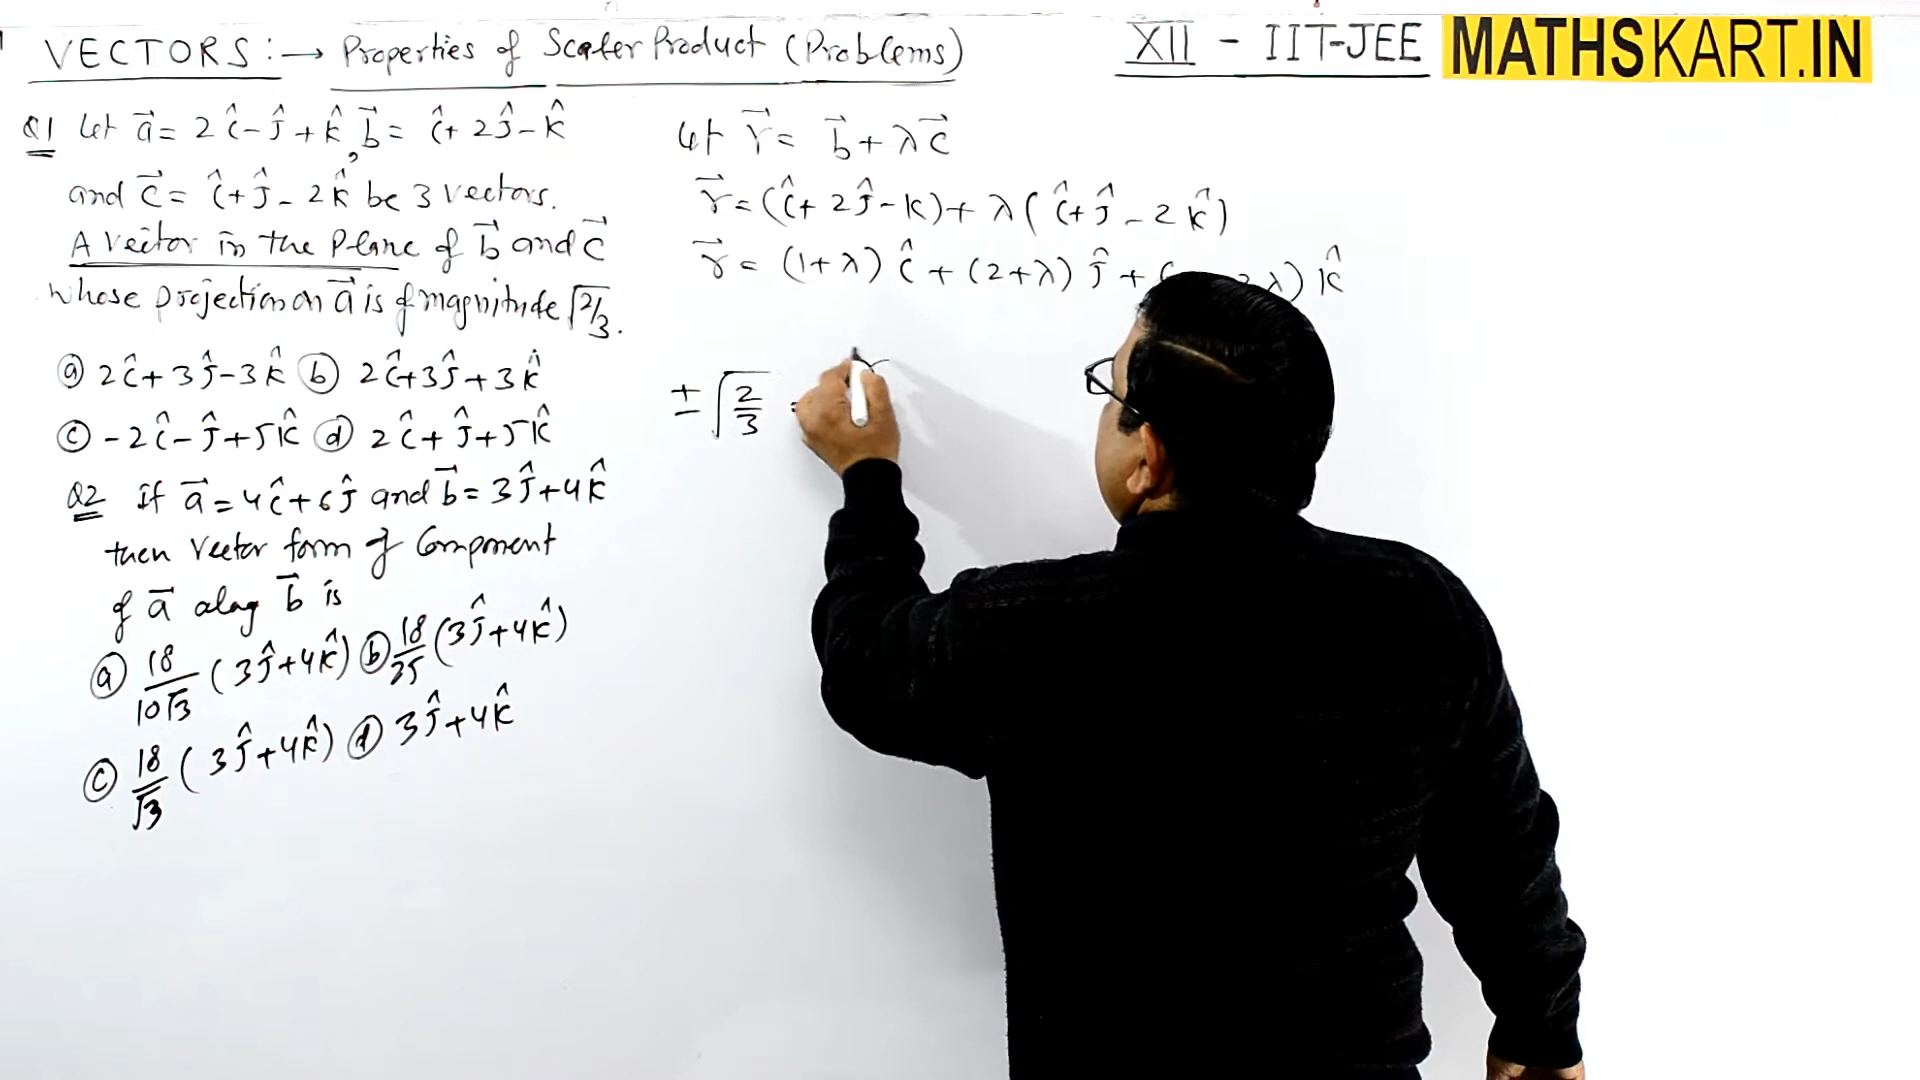 VECTORS :→ Properties of Scaler Product (Problems)
XII - IIT-JEE
MATHSKART.IN
Q1 Let a⃗ = 2î - ĵ + k̂, b⃗ = î + 2ĵ - k̂
and c⃗ = î + ĵ - 2k̂ be 3 vectors.
A vector in the Plane of b⃗ and c⃗
whose projection on a⃗ is of magnitude √2/3.
ⓐ 2î + 3ĵ - 3k̂ ⓑ 2î + 3ĵ + 3k̂
ⓒ -2î - ĵ + 5k̂ ⓓ 2î + ĵ + 5k̂
Q2 if a⃗ = 4î + 6ĵ and b⃗ = 3ĵ + 4k̂
then Vector form of Component
of a⃗ along b⃗ is
ⓐ 18/10√3 (3ĵ + 4k̂) ⓑ 18/25 (3ĵ + 4k̂)
ⓒ 18/√3 (3ĵ + 4k̂) ⓓ 3ĵ + 4k̂
let r⃗ = b⃗ + λc⃗
r⃗ = (î + 2ĵ - k) + λ(î + ĵ - 2k̂)
r⃗ = (1+λ)î + (2+λ)ĵ + ( λ)k̂
± √2/3